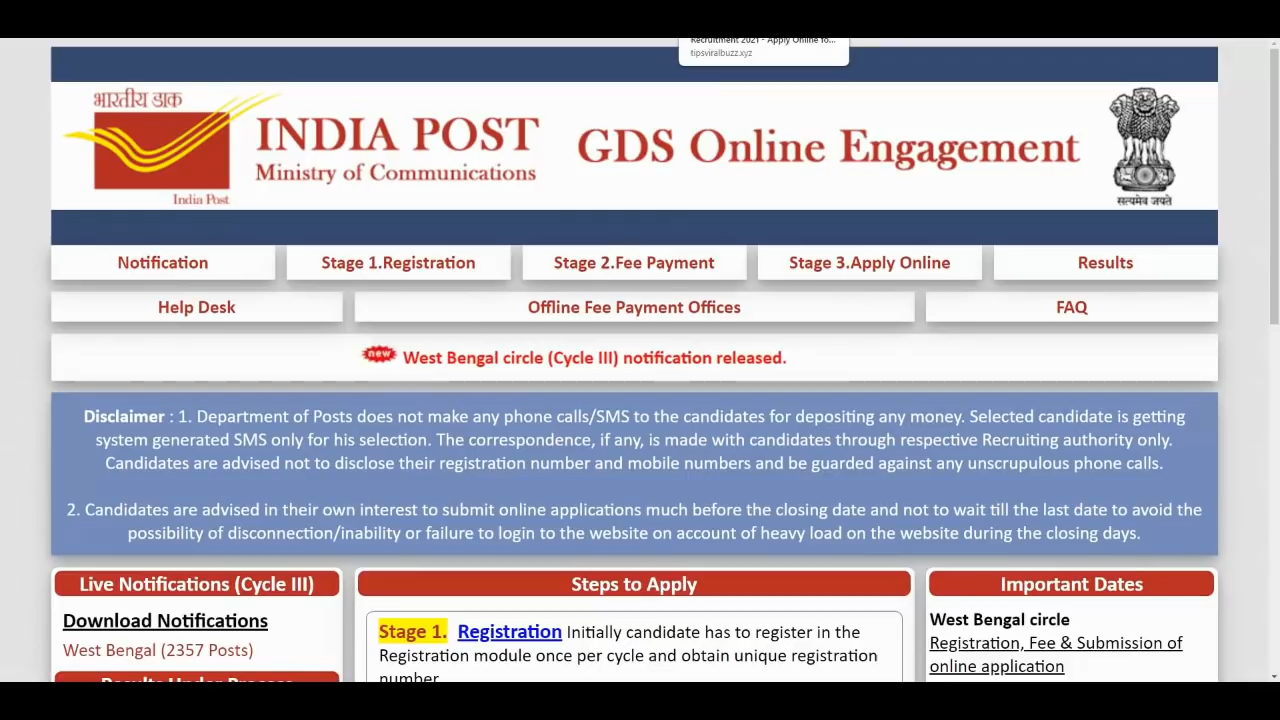 Recruitment 2021 - Apply Online fo...
tipsviralbuzz.xyz
भारतीय डाक
INDIA POST
Ministry of Communications
India Post
GDS Online Engagement
सत्यमेव जयते
Notification
Stage 1.Registration
Stage 2.Fee Payment
Stage 3.Apply Online
Results
Help Desk
Offline Fee Payment Offices
FAQ
new West Bengal circle (Cycle III) notification released.
Disclaimer : 1. Department of Posts does not make any phone calls/SMS to the candidates for depositing any money. Selected candidate is getting
system generated SMS only for his selection. The correspondence, if any, is made with candidates through respective Recruiting authority only.
Candidates are advised not to disclose their registration number and mobile numbers and be guarded against any unscrupulous phone calls.
2. Candidates are advised in their own interest to submit online applications much before the closing date and not to wait till the last date to avoid the
possibility of disconnection/inability or failure to login to the website on account of heavy load on the website during the closing days.
Live Notifications (Cycle III)
Download Notifications
West Bengal (2357 Posts)
Results Under Process
Steps to Apply
Stage 1. Registration Initially candidate has to register in the
Registration module once per cycle and obtain unique registration
number.
Important Dates
West Bengal circle
Registration, Fee & Submission of
online application